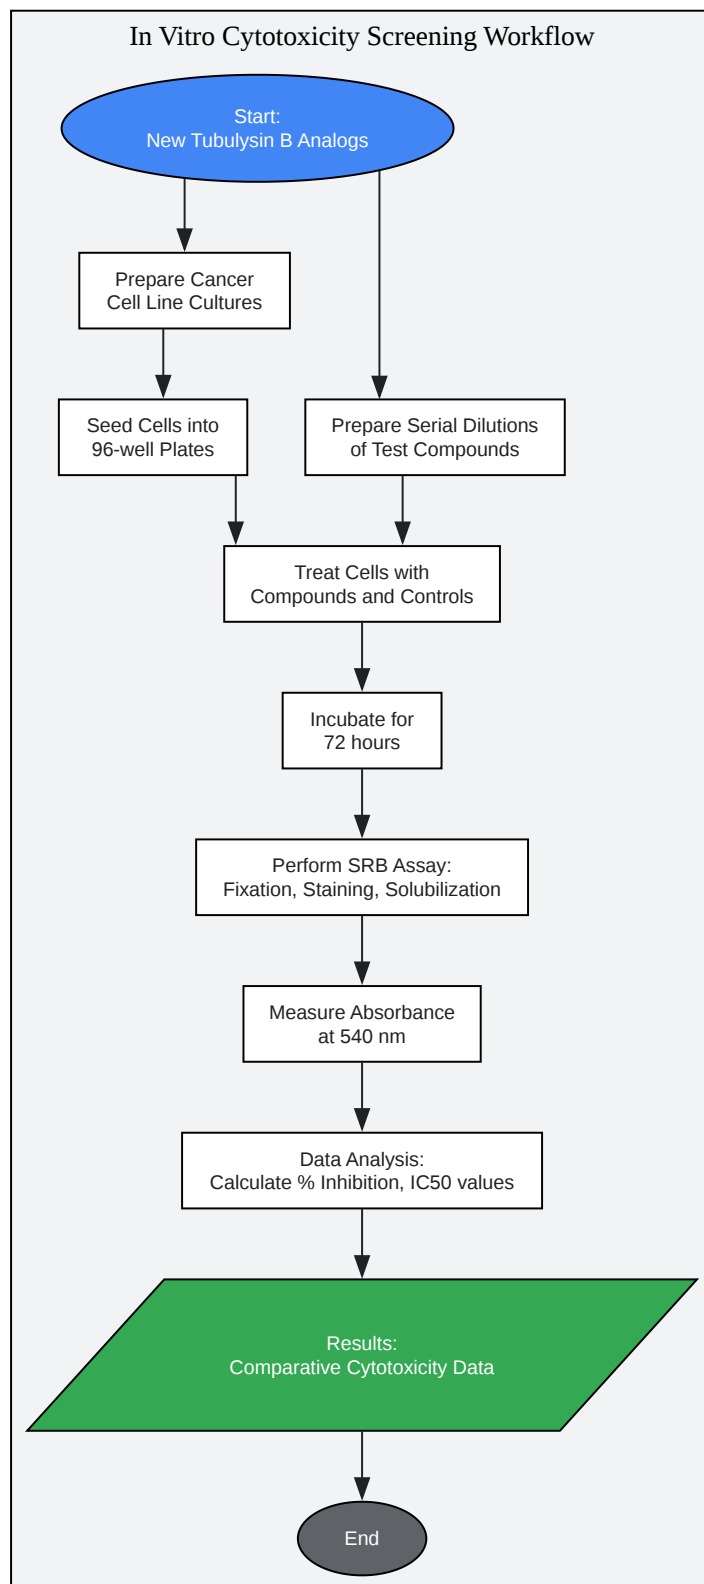 In Vitro Cytotoxicity Screening Workflow
Start:
New Tubulysin B Analogs
Prepare Cancer
Cell Line Cultures
Seed Cells into
96-well Plates
Prepare Serial Dilutions
of Test Compounds
Treat Cells with
Compounds and Controls
Incubate for
72 hours
Perform SRB Assay:
Fixation, Staining, Solubilization
Measure Absorbance
at 540 nm
Data Analysis:
Calculate % Inhibition, IC50 values
Results:
Comparative Cytotoxicity Data
End